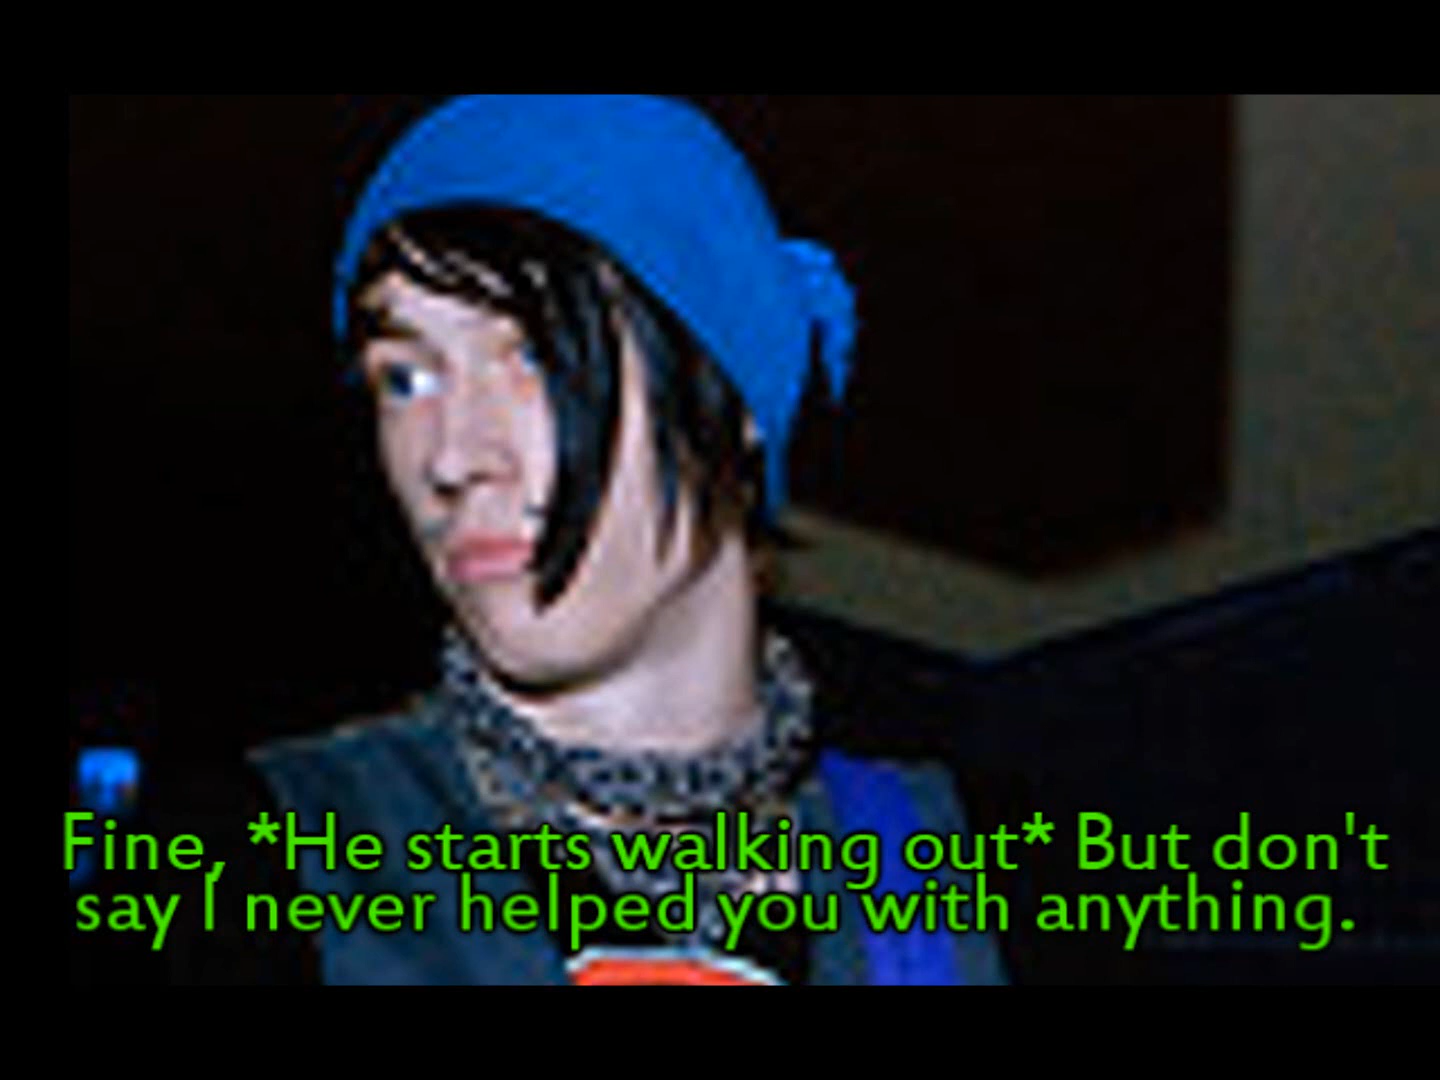 Fine, *He starts walking out* But don't
say I never helped you with anything.